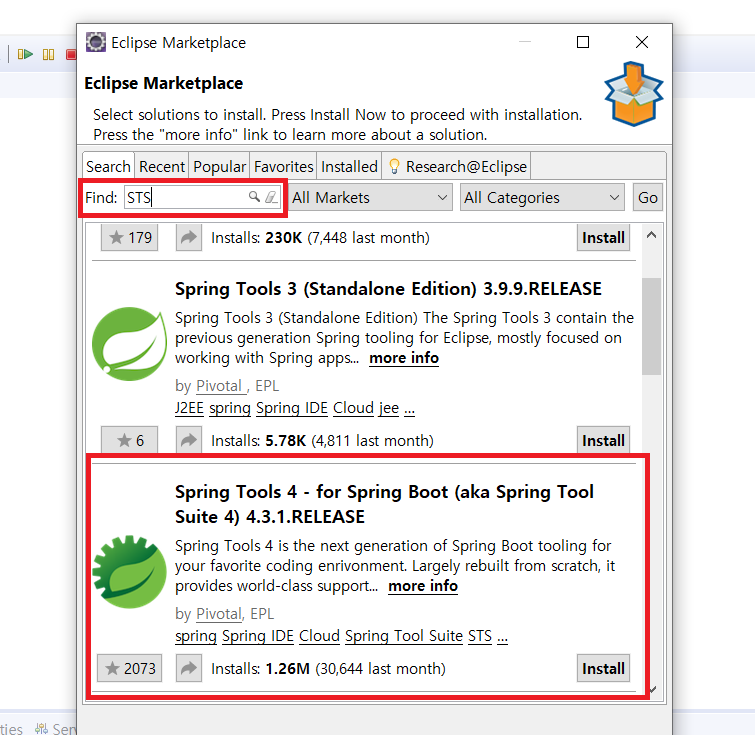 Eclipse Marketplace
Eclipse Marketplace
Select solutions to install. Press Install Now to proceed with installation.
Press the "more info" link to learn more about a solution.
Search Recent Popular Favorites Installed Research@Eclipse
Find: STS All Markets All Categories Go
179 Installs: 230K (7,448 last month) Install
Spring Tools 3 (Standalone Edition) 3.9.9.RELEASE
Spring Tools 3 (Standalone Edition) The Spring Tools 3 contain the
previous generation Spring tooling for Eclipse, mostly focused on
working with Spring apps... more info
by Pivotal , EPL
J2EE spring Spring IDE Cloud jee ...
6 Installs: 5.78K (4,811 last month) Install
Spring Tools 4 - for Spring Boot (aka Spring Tool
Suite 4) 4.3.1.RELEASE
Spring Tools 4 is the next generation of Spring Boot tooling for
your favorite coding enrivonment. Largely rebuilt from scratch, it
provides world-class support... more info
by Pivotal, EPL
spring Spring IDE Cloud Spring Tool Suite STS ...
2073 Installs: 1.26M (30,644 last month) Install